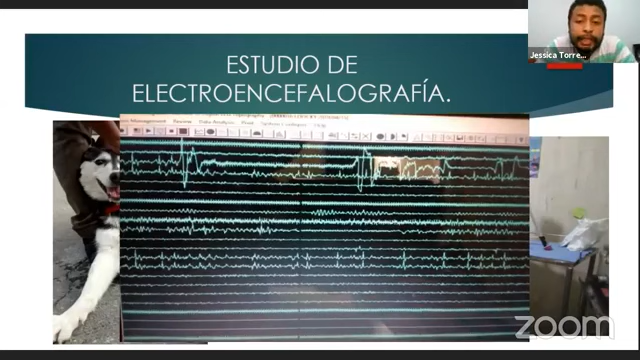 ESTUDIO DE
ELECTROENCEFALOGRAFÍA.
Jessica Torre...
zoom